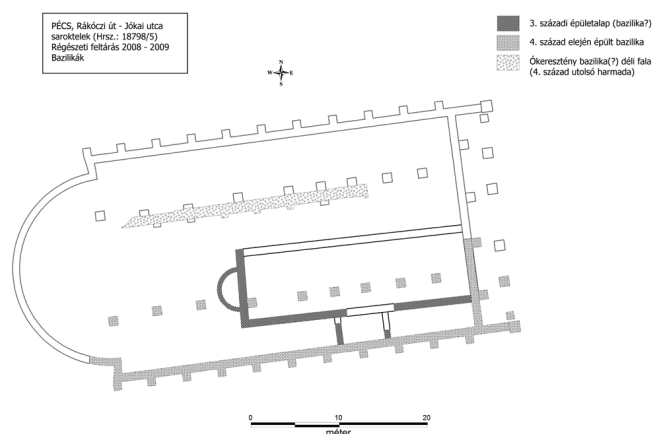 PÉCS, Rákóczi út - Jókai utca
saroktelek (Hrsz.: 18798/5)
Régészeti feltárás 2008 - 2009
Bazilikák
N
W E
S
3. századi épületalap (bazilika?)
4. század elején épült bazilika
Ókeresztény bazilika(?) déli fala
(4. század utolsó harmada)
0 10 20
méter